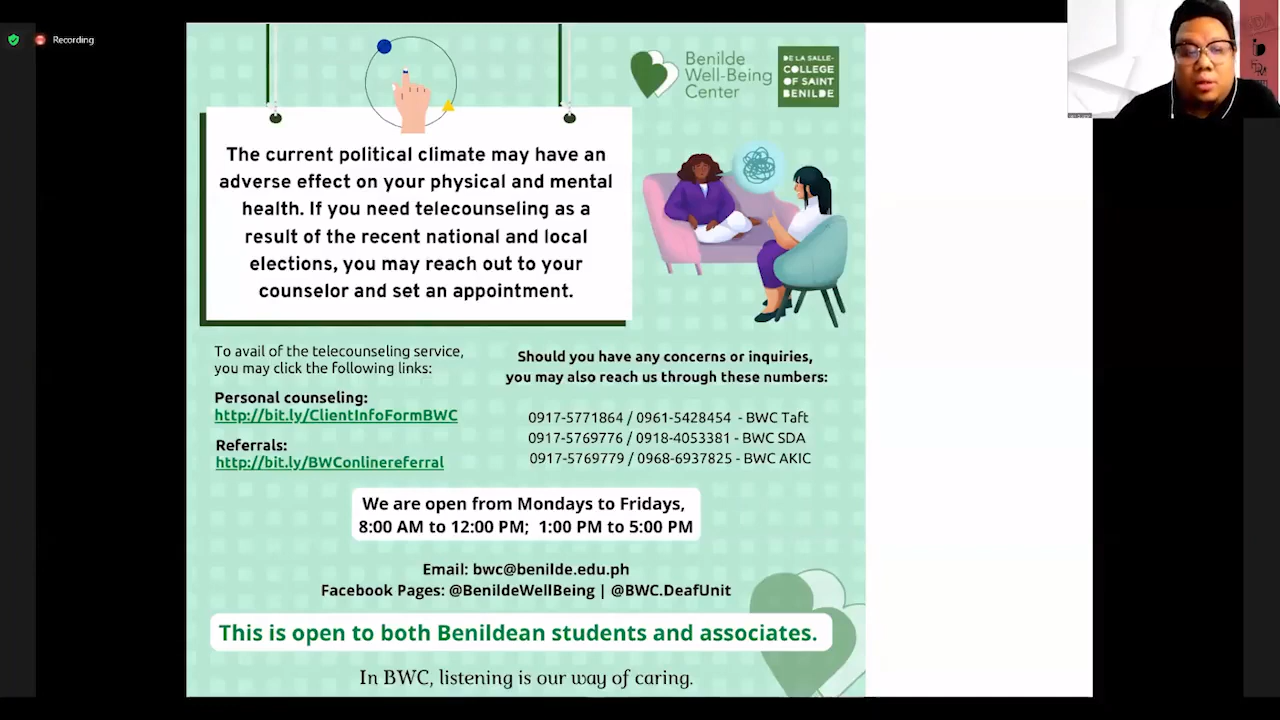 Recording
Benilde
Well-Being
Center
DE LA SALLE-
COLLEGE
OF SAINT
BENILDE
The current political climate may have an
adverse effect on your physical and mental
health. If you need telecounseling as a
result of the recent national and local
elections, you may reach out to your
counselor and set an appointment.
To avail of the telecounseling service,
you may click the following links:
Personal counseling:
http://bit.ly/ClientInfoFormBWC
Referrals:
http://bit.ly/BWConlinereferral
Should you have any concerns or inquiries,
you may also reach us through these numbers:
0917-5771864 / 0961-5428454 - BWC Taft
0917-5769776 / 0918-4053381 - BWC SDA
0917-5769779 / 0968-6937825 - BWC AKIC
We are open from Mondays to Fridays,
8:00 AM to 12:00 PM; 1:00 PM to 5:00 PM
Email: bwc@benilde.edu.ph
Facebook Pages: @BenildeWellBeing | @BWC.DeafUnit
This is open to both Benildean students and associates.
In BWC, listening is our way of caring.